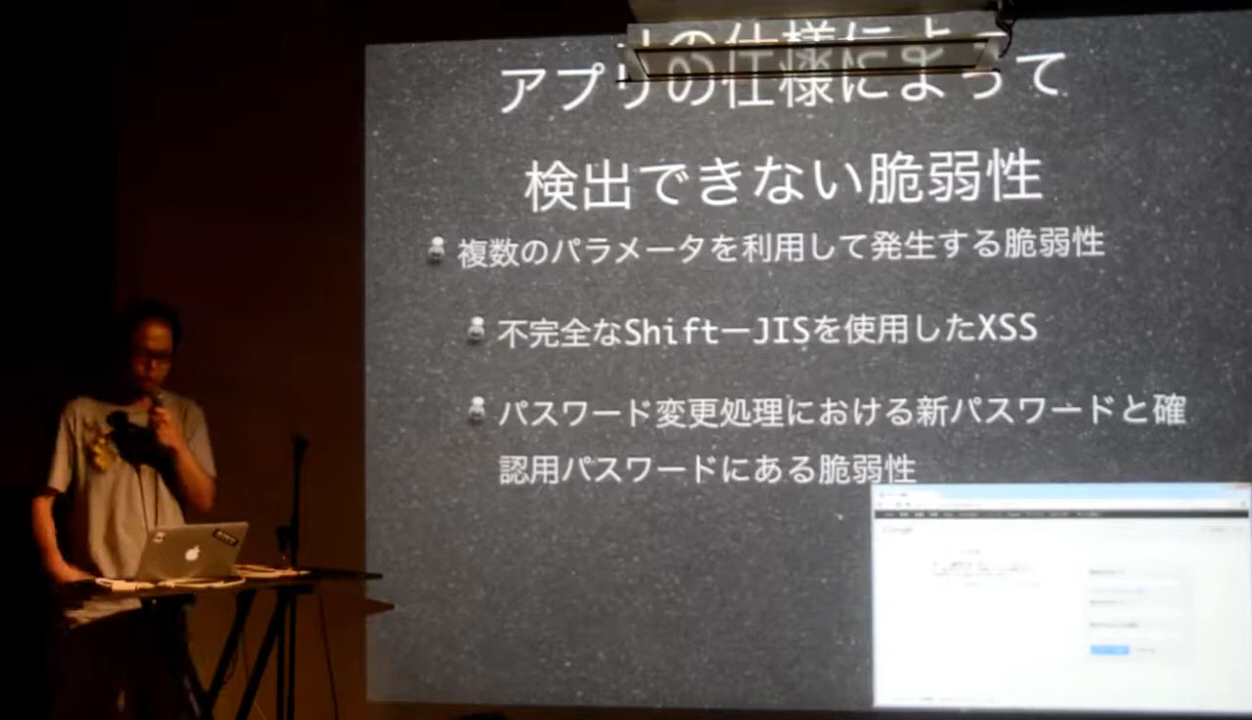 アプリの仕様によって
検出できない脆弱性
複数のパラメータを利用して発生する脆弱性
不完全なShiftーJISを使用したXSS
パスワード変更処理における新パスワードと確
認用パスワードにある脆弱性
Google